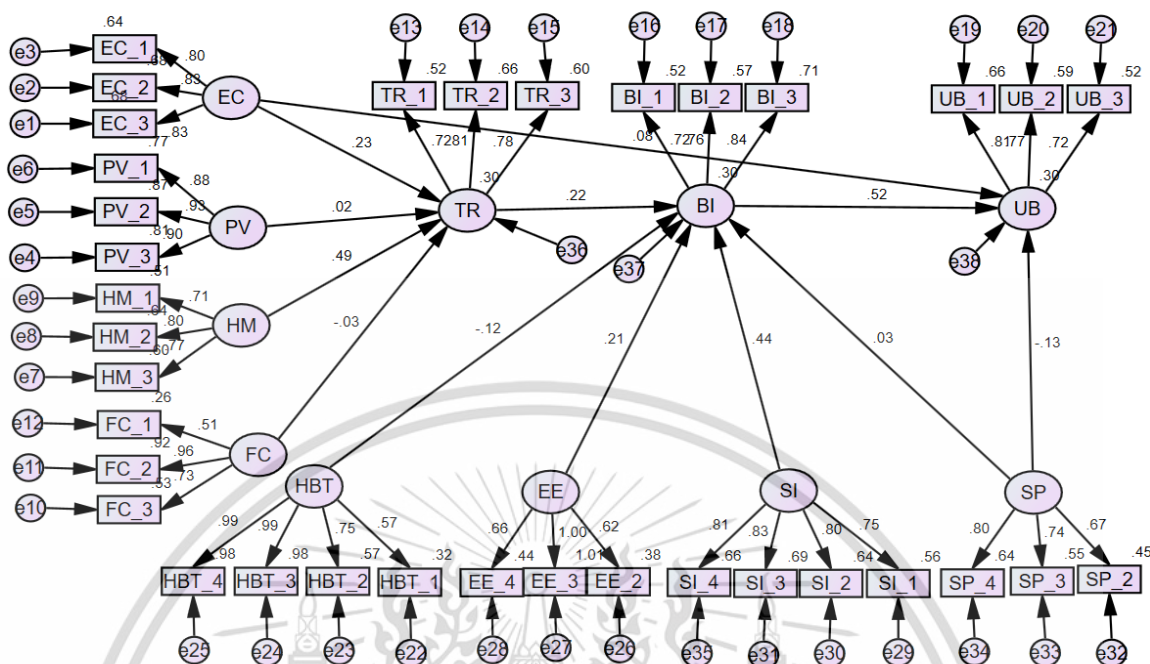 e13 e14 e15 e16 e17 e18 e19 e20 e21
.64
e3 EC_1 .80
.68
e2 EC_2 .83
.68
e1 EC_3 .83
EC
.52 .66 .60 .52 .57 .71 .66 .59 .52
TR_1 TR_2 TR_3 BI_1 BI_2 BI_3 UB_1 UB_2 UB_3
.72 .81 .78 .08 .72 .76 .84 .81 .77 .72
.23 .30 .30 .30
.77
e6 PV_1 .88
.87
e5 PV_2 .93
.81
e4 PV_3 .90
PV .02 TR .22 BI .52 UB
e36 e37 e38
.51
e9 HM_1 .71
.64
e8 HM_2 .80
.60
e7 HM_3 .77
HM .49
-.03 -.12 .21 .44 .03 -.13
.26
e12 FC_1 .51
.92
e11 FC_2 .96
.53
e10 FC_3 .73
FC
HBT EE SI SP
.99 .99 .75 .57 .66 1.00 .62 .81 .83 .80 .75 .80 .74 .67
.98 .98 .57 .32 .44 1.01 .38 .66 .69 .64 .56 .64 .55 .45
HBT_4 HBT_3 HBT_2 HBT_1 EE_4 EE_3 EE_2 SI_4 SI_3 SI_2 SI_1 SP_4 SP_3 SP_2
e25 e24 e23 e22 e28 e27 e26 e35 e31 e30 e29 e34 e33 e32